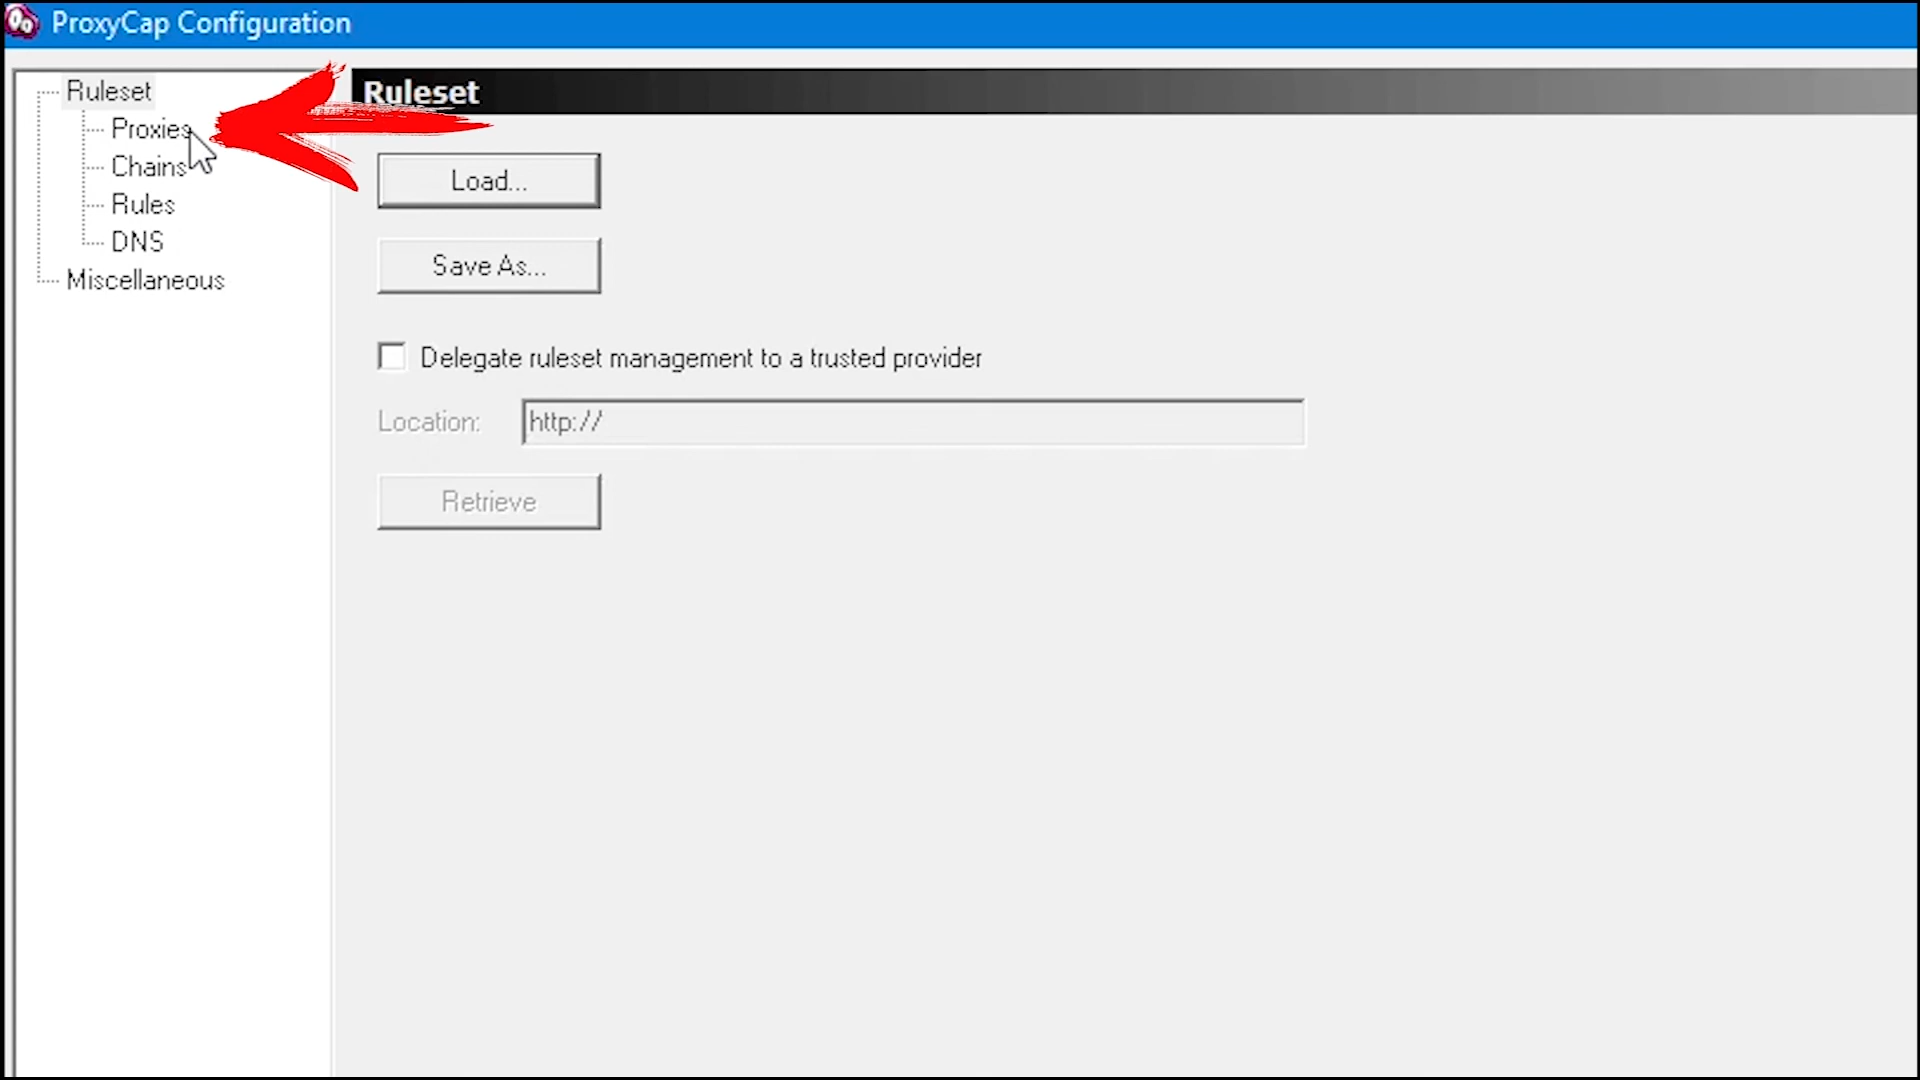 ProxyCap Configuration
Ruleset
Proxies
Chains
Rules
DNS
Miscellaneous
Ruleset
Load...
Save As...
Delegate ruleset management to a trusted provider
Location: http://
Retrieve